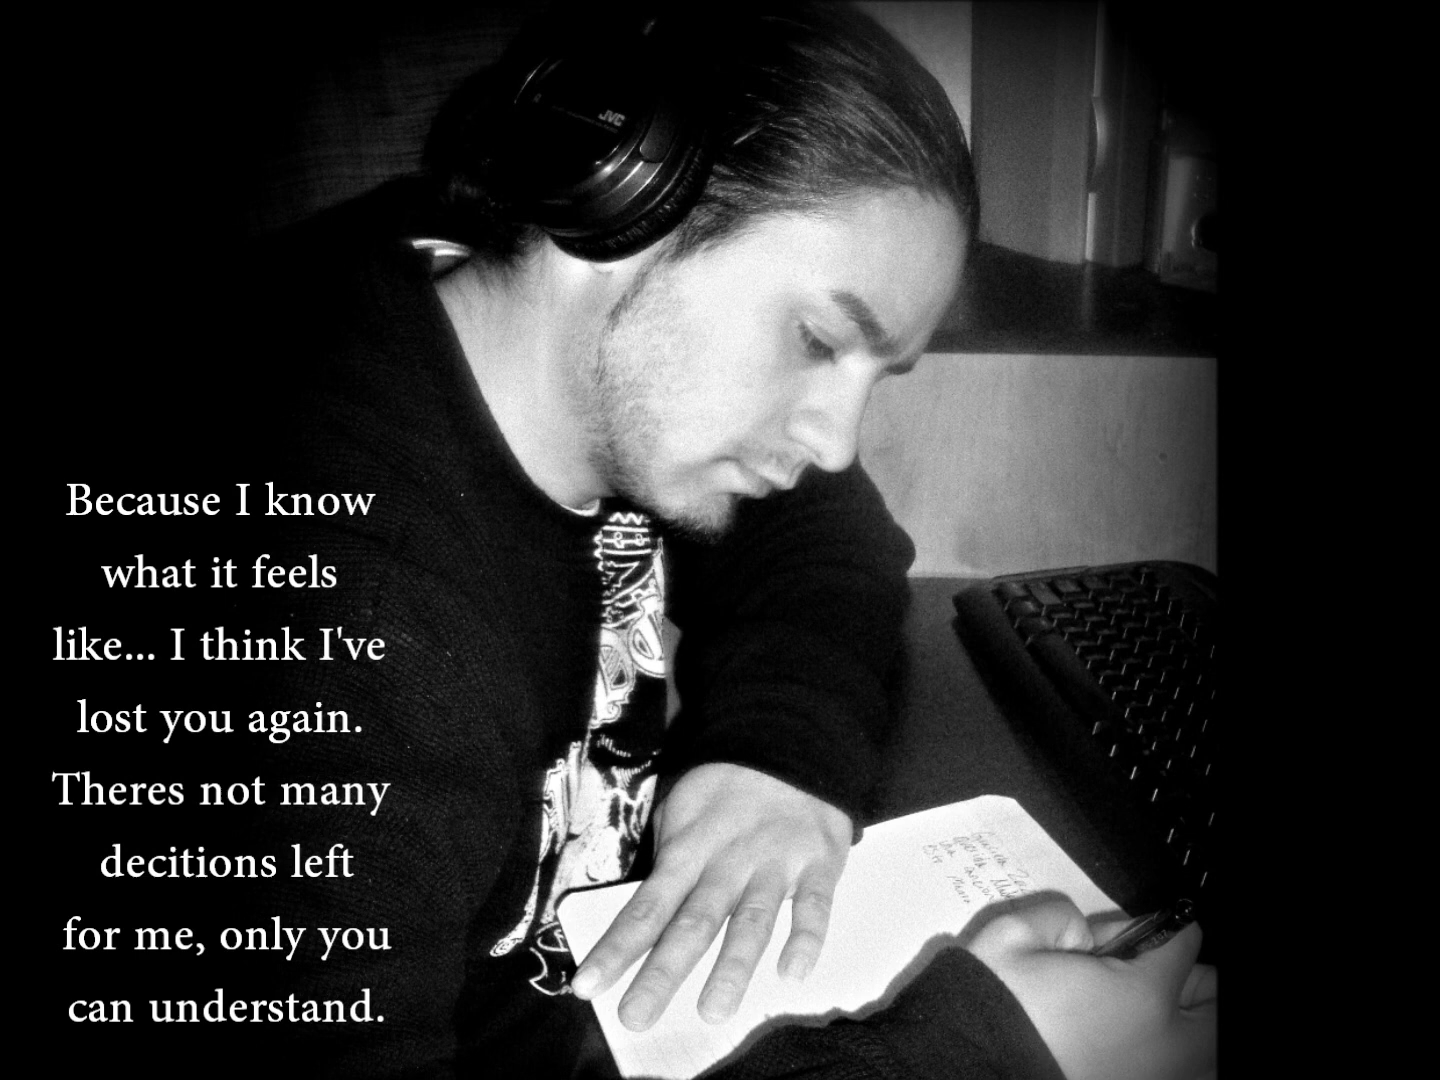 JVC
Because I know
what it feels
like... I think I've
lost you again.
Theres not many
decitions left
for me, only you
can understand.